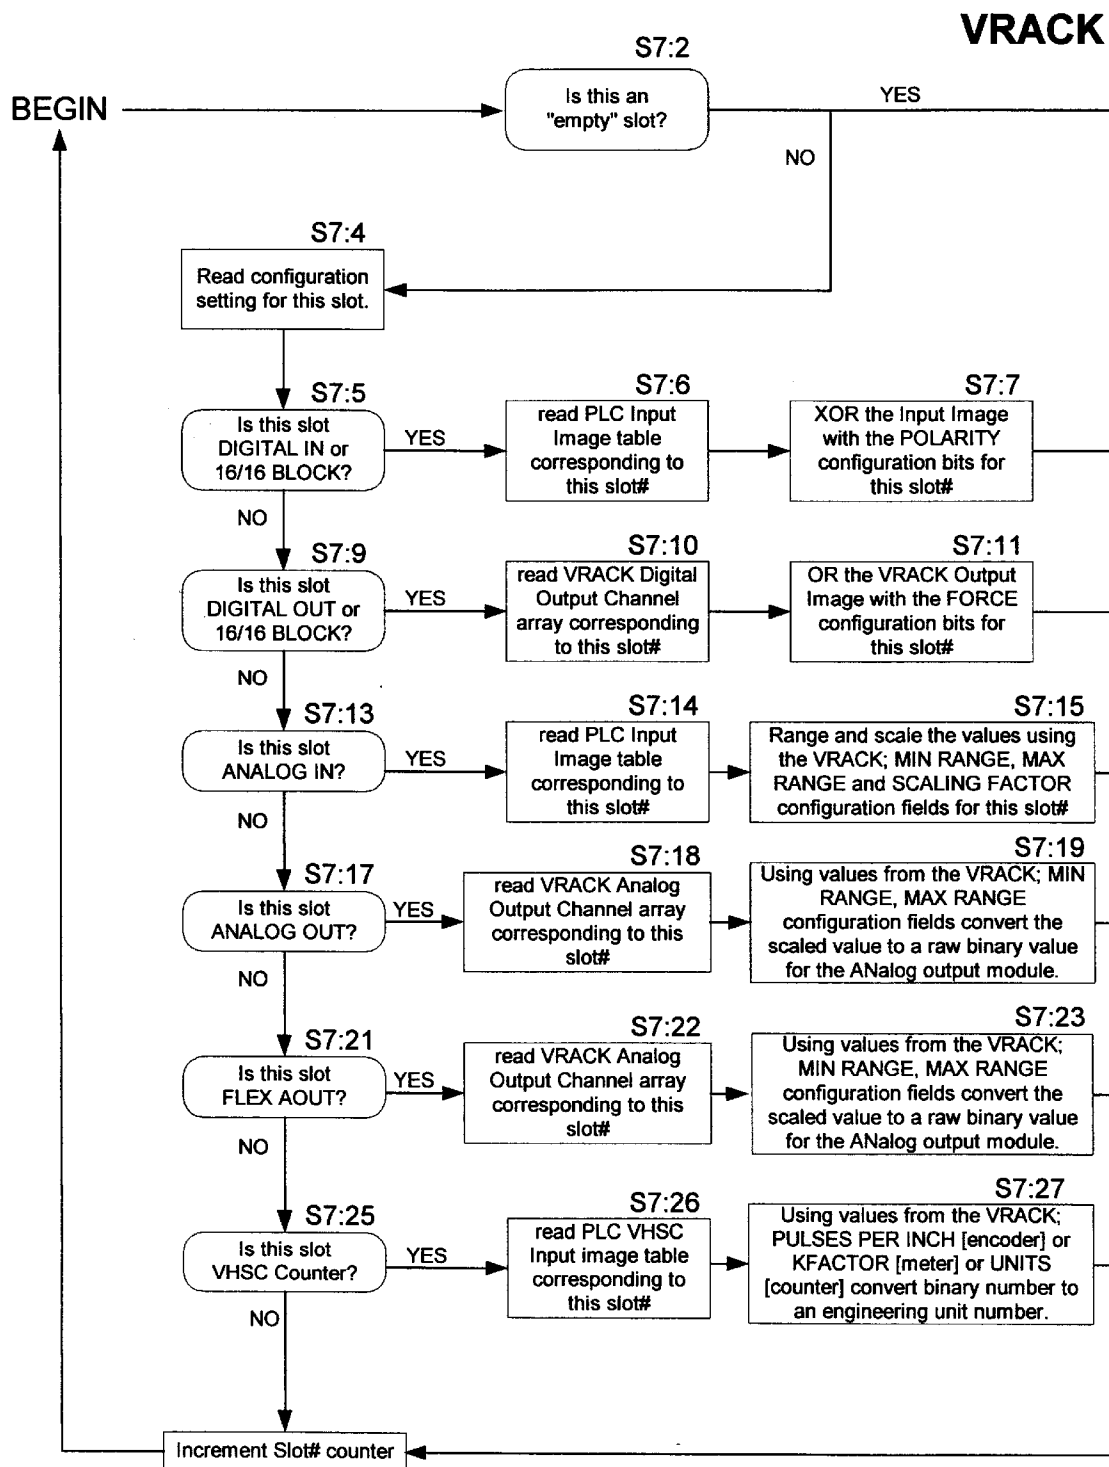 VRACK
S7:2
BEGIN
Is this an
"empty" slot?
YES
NO
S7:4
Read configuration
setting for this slot.
S7:5
Is this slot
DIGITAL IN or
16/16 BLOCK?
YES
NO
S7:6
read PLC Input
Image table
corresponding to
this slot#
S7:7
XOR the Input Image
with the POLARITY
configuration bits for
this slot#
S7:9
Is this slot
DIGITAL OUT or
16/16 BLOCK?
YES
NO
S7:10
read VRACK Digital
Output Channel
array corresponding
to this slot#
S7:11
OR the VRACK Output
Image with the FORCE
configuration bits for
this slot#
S7:13
Is this slot
ANALOG IN?
YES
NO
S7:14
read PLC Input
Image table
corresponding to
this slot#
S7:15
Range and scale the values using
the VRACK; MIN RANGE, MAX
RANGE and SCALING FACTOR
configuration fields for this slot#
S7:17
Is this slot
ANALOG OUT?
YES
NO
S7:18
read VRACK Analog
Output Channel array
corresponding to this
slot#
S7:19
Using values from the VRACK; MIN
RANGE, MAX RANGE
configuration fields convert the
scaled value to a raw binary value
for the ANalog output module.
S7:21
Is this slot
FLEX AOUT?
YES
NO
S7:22
read VRACK Analog
Output Channel array
corresponding to this
slot#
S7:23
Using values from the VRACK;
MIN RANGE, MAX RANGE
configuration fields convert the
scaled value to a raw binary value
for the ANalog output module.
S7:25
Is this slot
VHSC Counter?
YES
NO
S7:26
read PLC VHSC
Input image table
corresponding to
this slot#
S7:27
Using values from the VRACK;
PULSES PER INCH [encoder] or
KFACTOR [meter] or UNITS
[counter] convert binary number to
an engineering unit number.
Increment Slot# counter